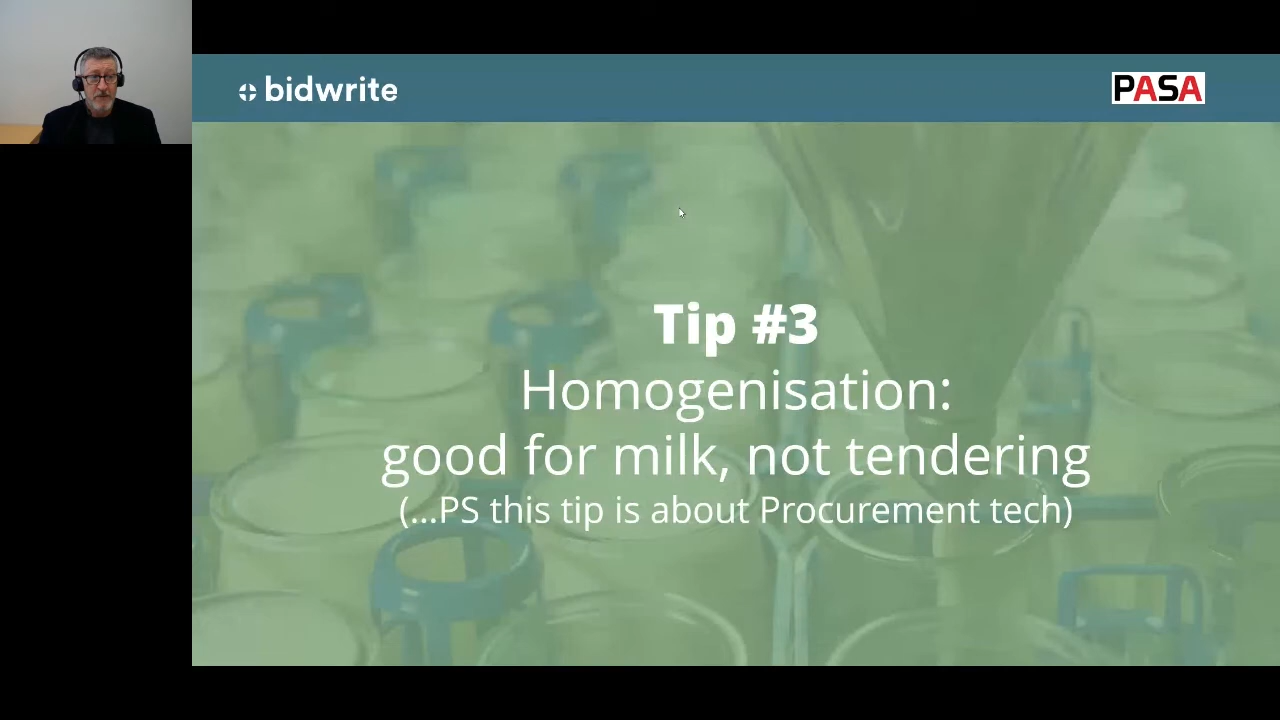 bidwrite
PASA
Tip #3
Homogenisation:
good for milk, not tendering
(...PS this tip is about Procurement tech)